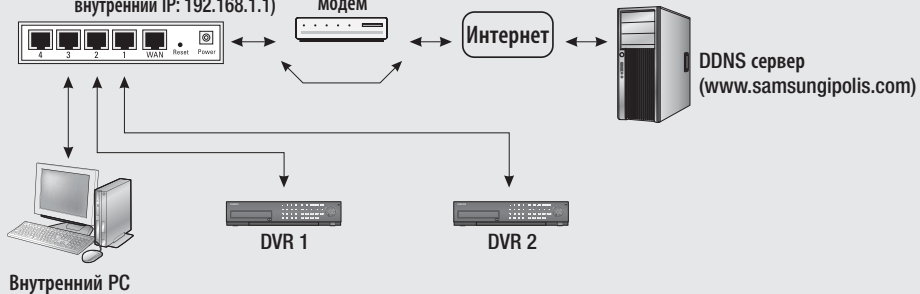 внутренний IP: 192.168.1.1)
модем
4 3 2 1 WAN Reset Power
Интернет
DDNS сервер
(www.samsungipolis.com)
DVR 1
DVR 2
Внутренний PC